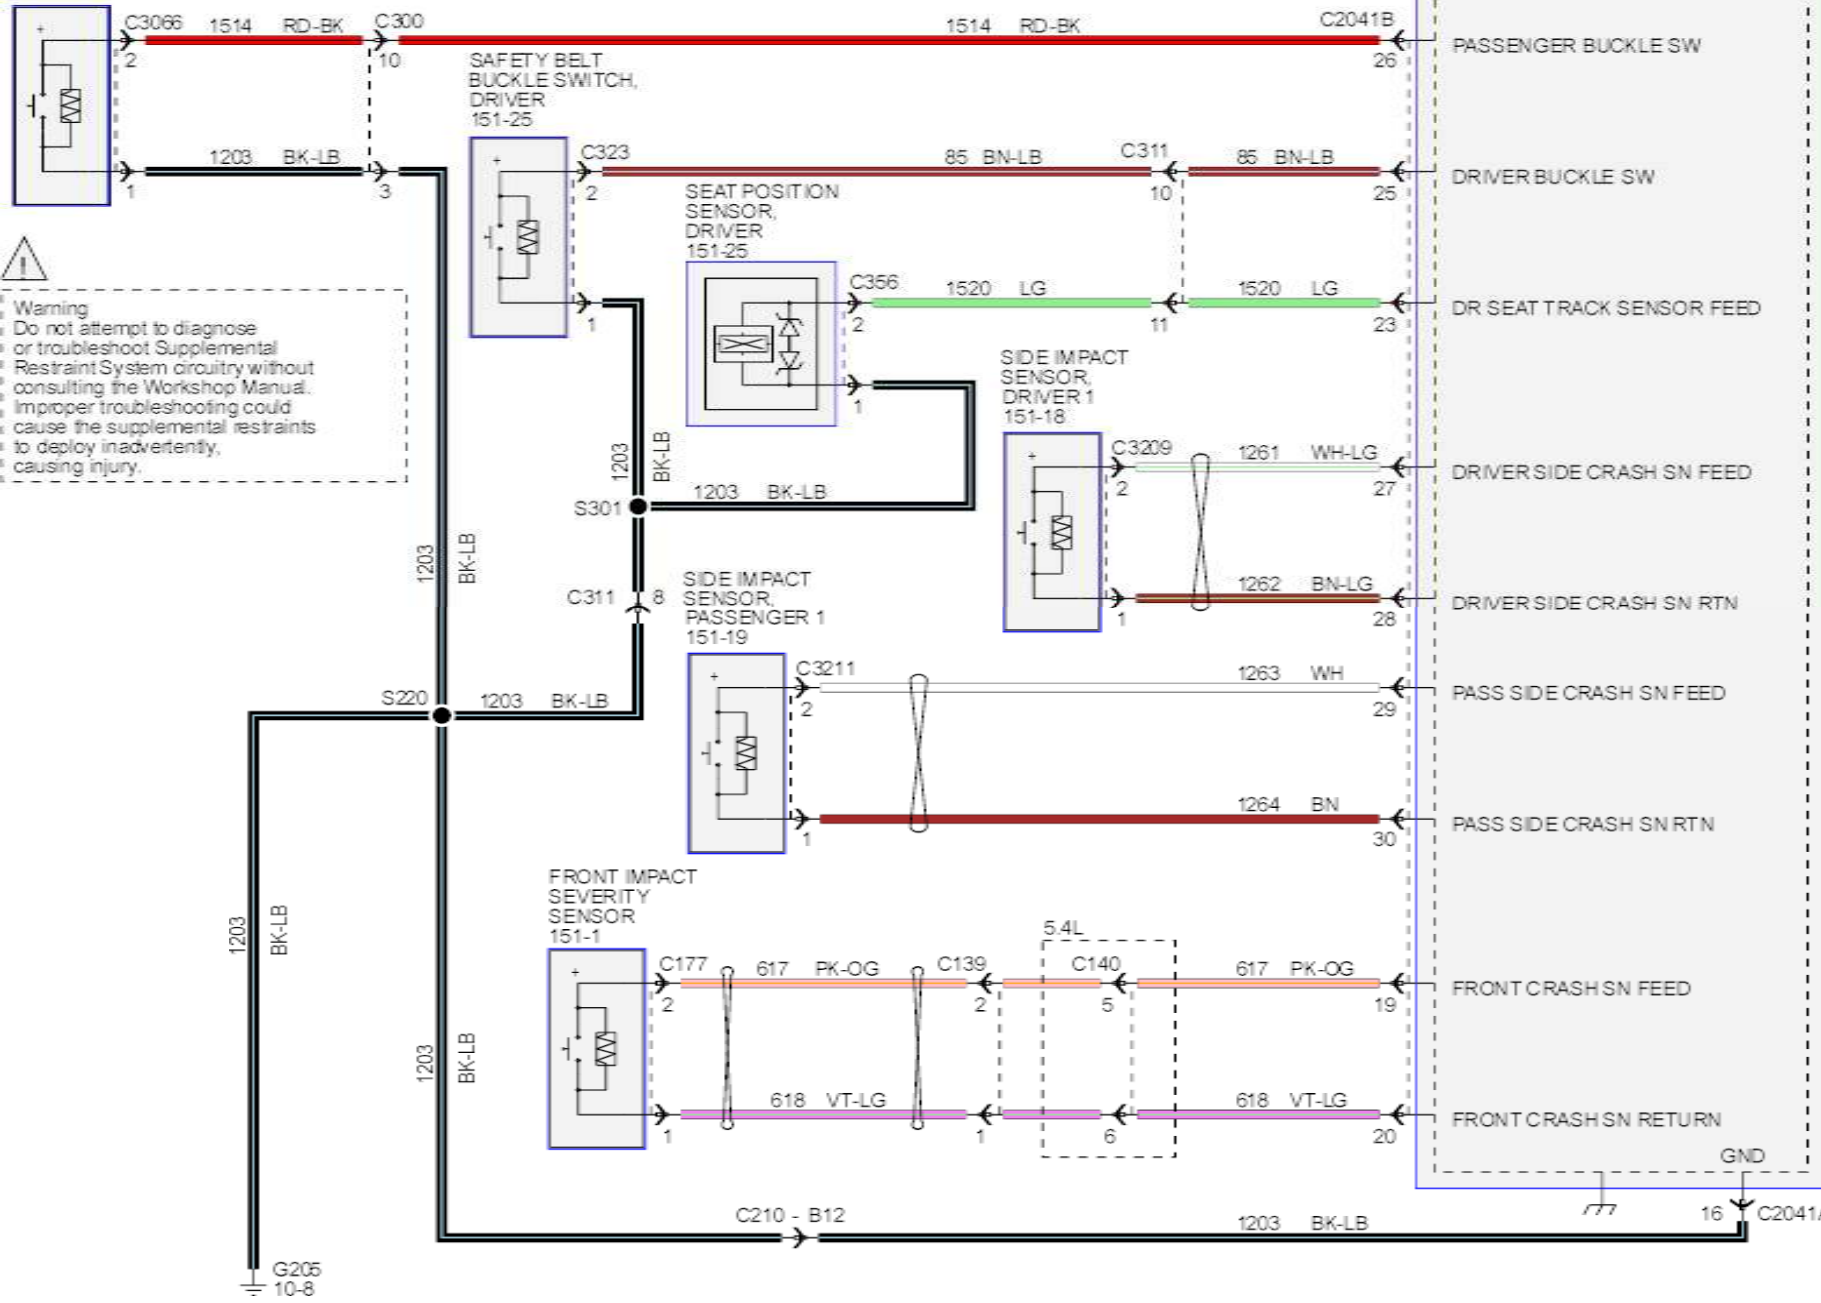 C3066 1514 RD-BK C300 1514 RD-BK C2041B
+ 2 10 26 PASSENGER BUCKLE SW
SAFETY BELT
BUCKLE SWITCH,
DRIVER
151-25
1203 BK-LB
1 3
+ C323 85 BN-LB C311 85 BN-LB
2 10 25 DRIVER BUCKLE SW
SEAT POSITION
SENSOR,
DRIVER
151-25
C356 1520 LG 1520 LG
1 2 11 23 DR SEAT TRACK SENSOR FEED
!
Warning
Do not attempt to diagnose
or troubleshoot Supplemental
Restraint System circuitry without
consulting the Workshop Manual.
Improper troubleshooting could
cause the supplemental restraints
to deploy inadvertently,
causing injury.
1
SIDE IMPACT
SENSOR,
DRIVER 1
151-18
1203 BK-LB
+ C3209 1261 WH-LG
2 27 DRIVER SIDE CRASH SN FEED
S301 1203 BK-LB
1203 BK-LB
1262 BN-LG
1 28 DRIVER SIDE CRASH SN RTN
C311 8
SIDE IMPACT
SENSOR,
PASSENGER 1
151-19
+ C3211 1263 WH
2 29 PASS SIDE CRASH SN FEED
S220 1203 BK-LB
1264 BN
1 30 PASS SIDE CRASH SN RTN
FRONT IMPACT
SEVERITY
SENSOR
151-1
1203 BK-LB
5.4L
+ C177 617 PK-OG C139 C140 617 PK-OG
2 2 5 19 FRONT CRASH SN FEED
1203 BK-LB
618 VT-LG 618 VT-LG
1 1 6 20 FRONT CRASH SN RETURN
GND
C210 - B12 1203 BK-LB 16 C2041A
G205
10-8